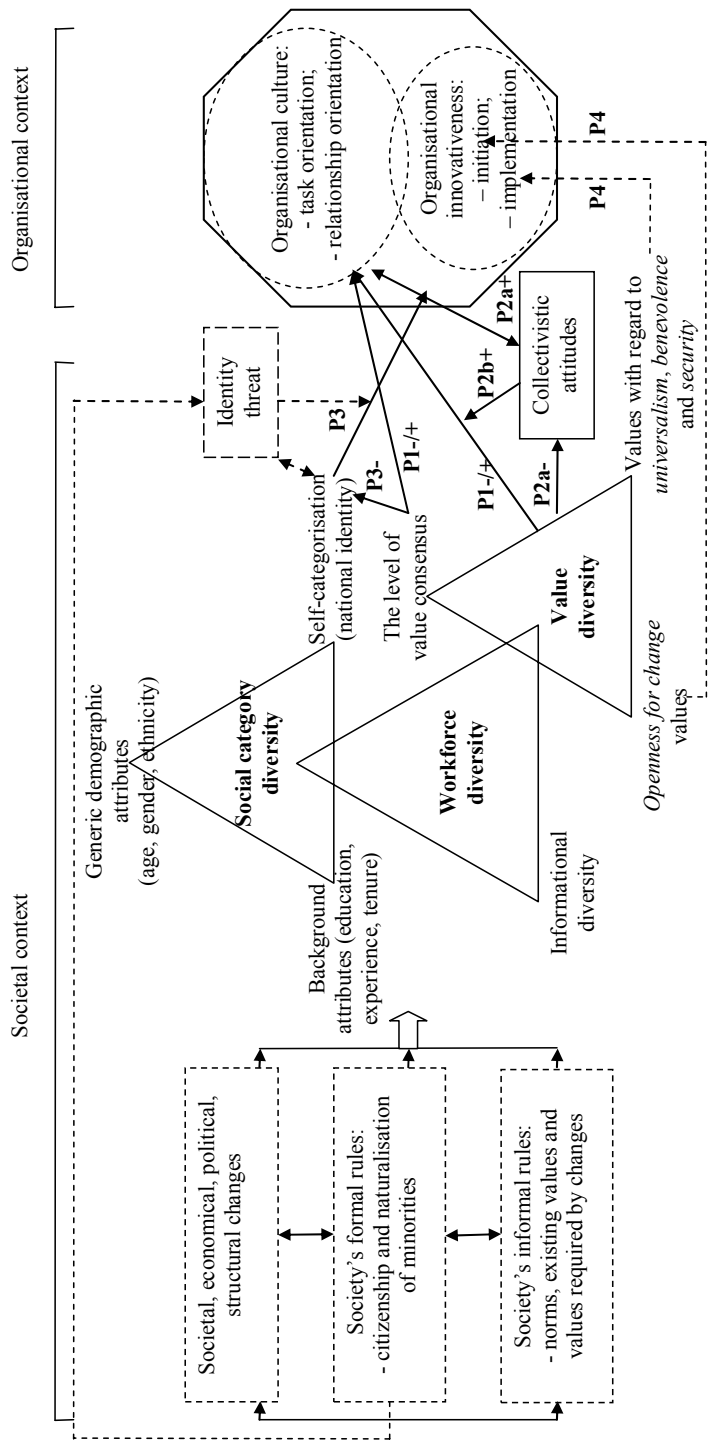 Societal context
Organisational context
Societal, economical, political,
structural changes
Society's formal rules:
- citizenship and naturalisation
of minorities
Society's informal rules:
- norms, existing values and
values required by changes
Generic demographic
attributes
(age, gender, ethnicity)
Social category
diversity
Background
attributes (education,
experience, tenure)
Self-categorisation
(national identity)
Workforce
diversity
Informational
diversity
The level of
value consensus
Value
diversity
Openness for change
values
Values with regard to
universalism, benevolence
and security
Identity
threat
Collectivistic
attitudes
P3
P3-
P1-/+
P1-/+
P2b+
P2a+
P2a-
Organisational culture:
- task orientation;
- relationship orientation
Organisational
innovativeness:
– initiation;
– implementation
P4
P4